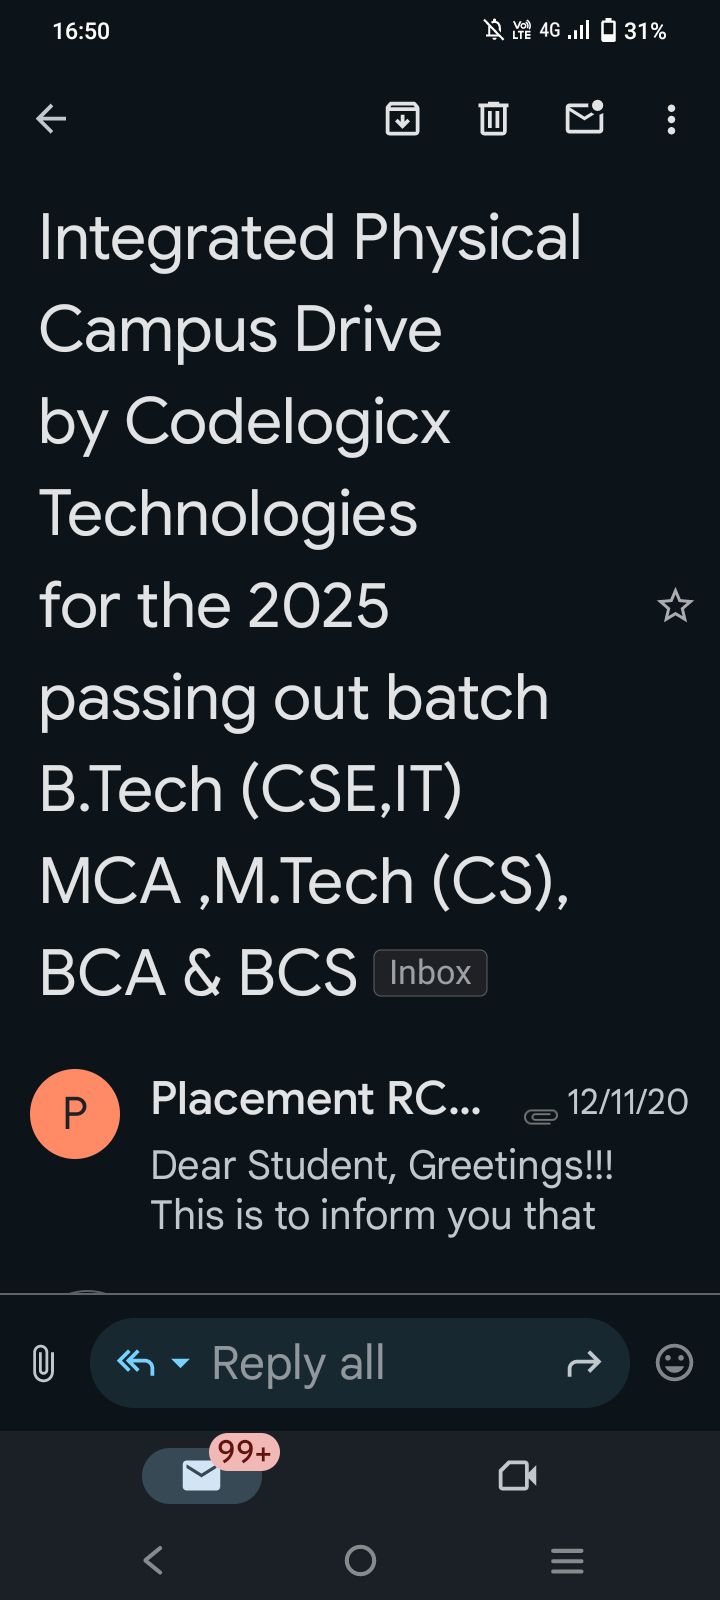 16:50 Vo) LTE 4G 31%
Integrated Physical
Campus Drive
by Codelogicx
Technologies
for the 2025
passing out batch
B.Tech (CSE,IT)
MCA ,M.Tech (CS),
BCA & BCS Inbox
P Placement RC... 12/11/20
Dear Student, Greetings!!!
This is to inform you that
Reply all
99+